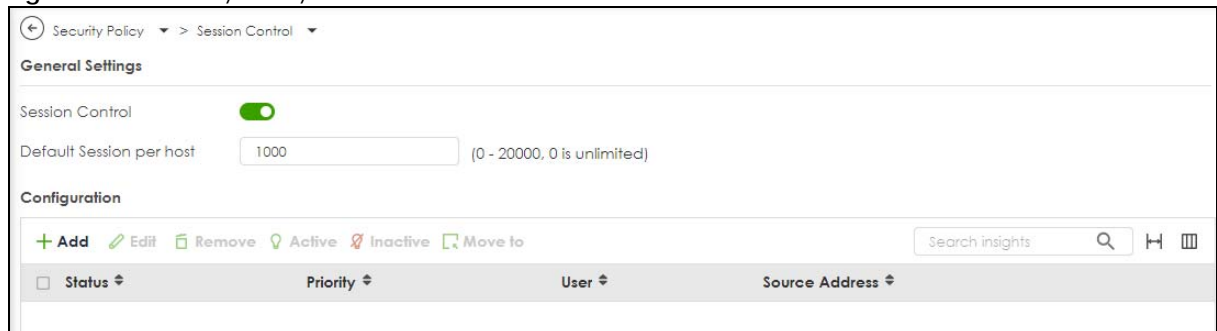 Security Policy > Session Control
General Settings
Session Control
Default Session per host 1000 (0 - 20000, 0 is unlimited)
Configuration
+ Add Edit Remove Active Inactive Move to Search insights
Status Priority User Source Address